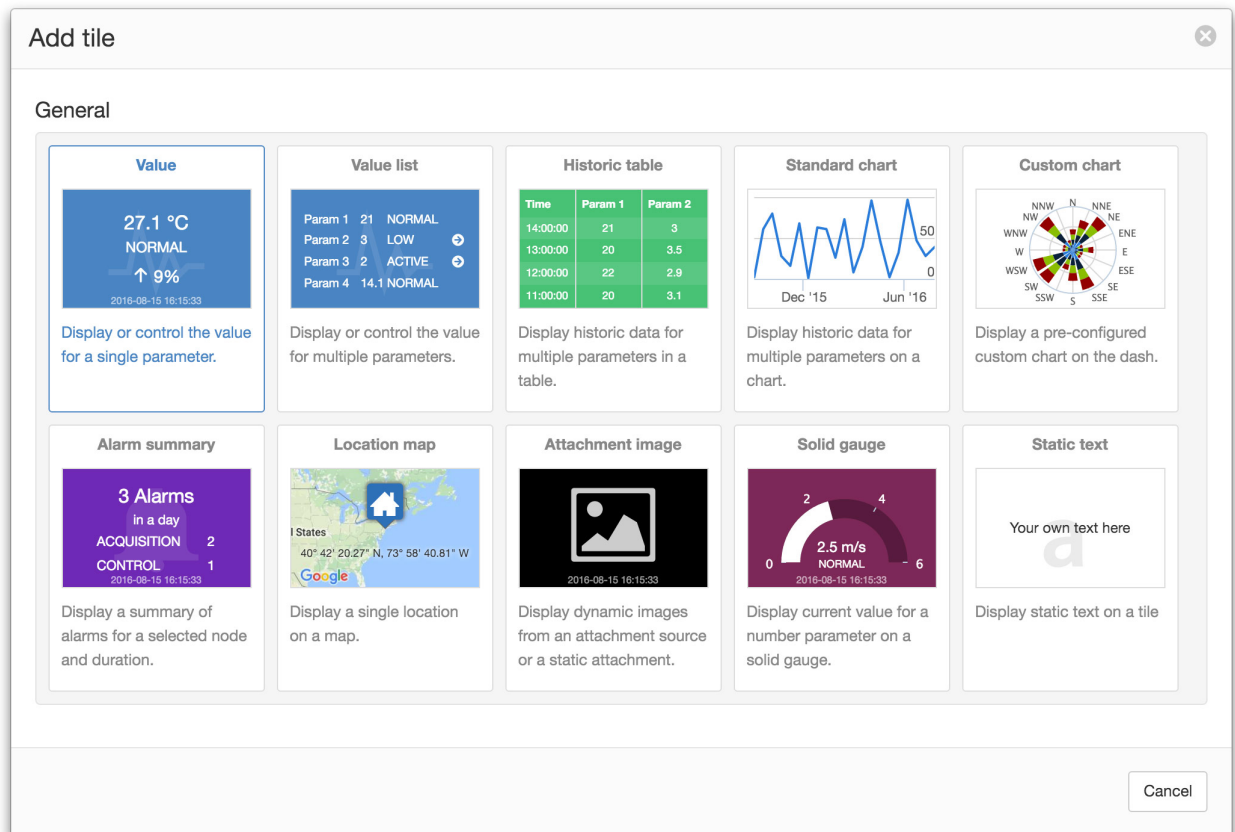 Add tile
General
Value
27.1 °C
NORMAL
↑ 9%
2016-08-15 16:15:33
Display or control the value
for a single parameter.
Value list
Param 1 21 NORMAL
Param 2 3 LOW
Param 3 2 ACTIVE
Param 4 14.1 NORMAL
Display or control the value
for multiple parameters.
Historic table
Time Param 1 Param 2
14:00:00 21 3
13:00:00 20 3.5
12:00:00 22 2.9
11:00:00 20 3.1
Display historic data for
multiple parameters in a
table.
Standard chart
50
0
Dec '15 Jun '16
Display historic data for
multiple parameters on a
chart.
Custom chart
N
NNE
NE
ENE
E
ESE
SE
SSE
S
SSW
SW
WSW
W
WNW
NW
NNW
Display a pre-configured
custom chart on the dash.
Alarm summary
3 Alarms
in a day
ACQUISITION 2
CONTROL 1
2016-08-15 16:15:33
Display a summary of
alarms for a selected node
and duration.
Location map
l States
40° 42' 20.27" N, 73° 58' 40.81" W
Google
Display a single location
on a map.
Attachment image
2016-08-15 16:15:33
Display dynamic images
from an attachment source
or a static attachment.
Solid gauge
2 4
0 6
2.5 m/s
NORMAL
2016-08-15 16:15:33
Display current value for a
number parameter on a
solid gauge.
Static text
a
Your own text here
Display static text on a tile
Cancel